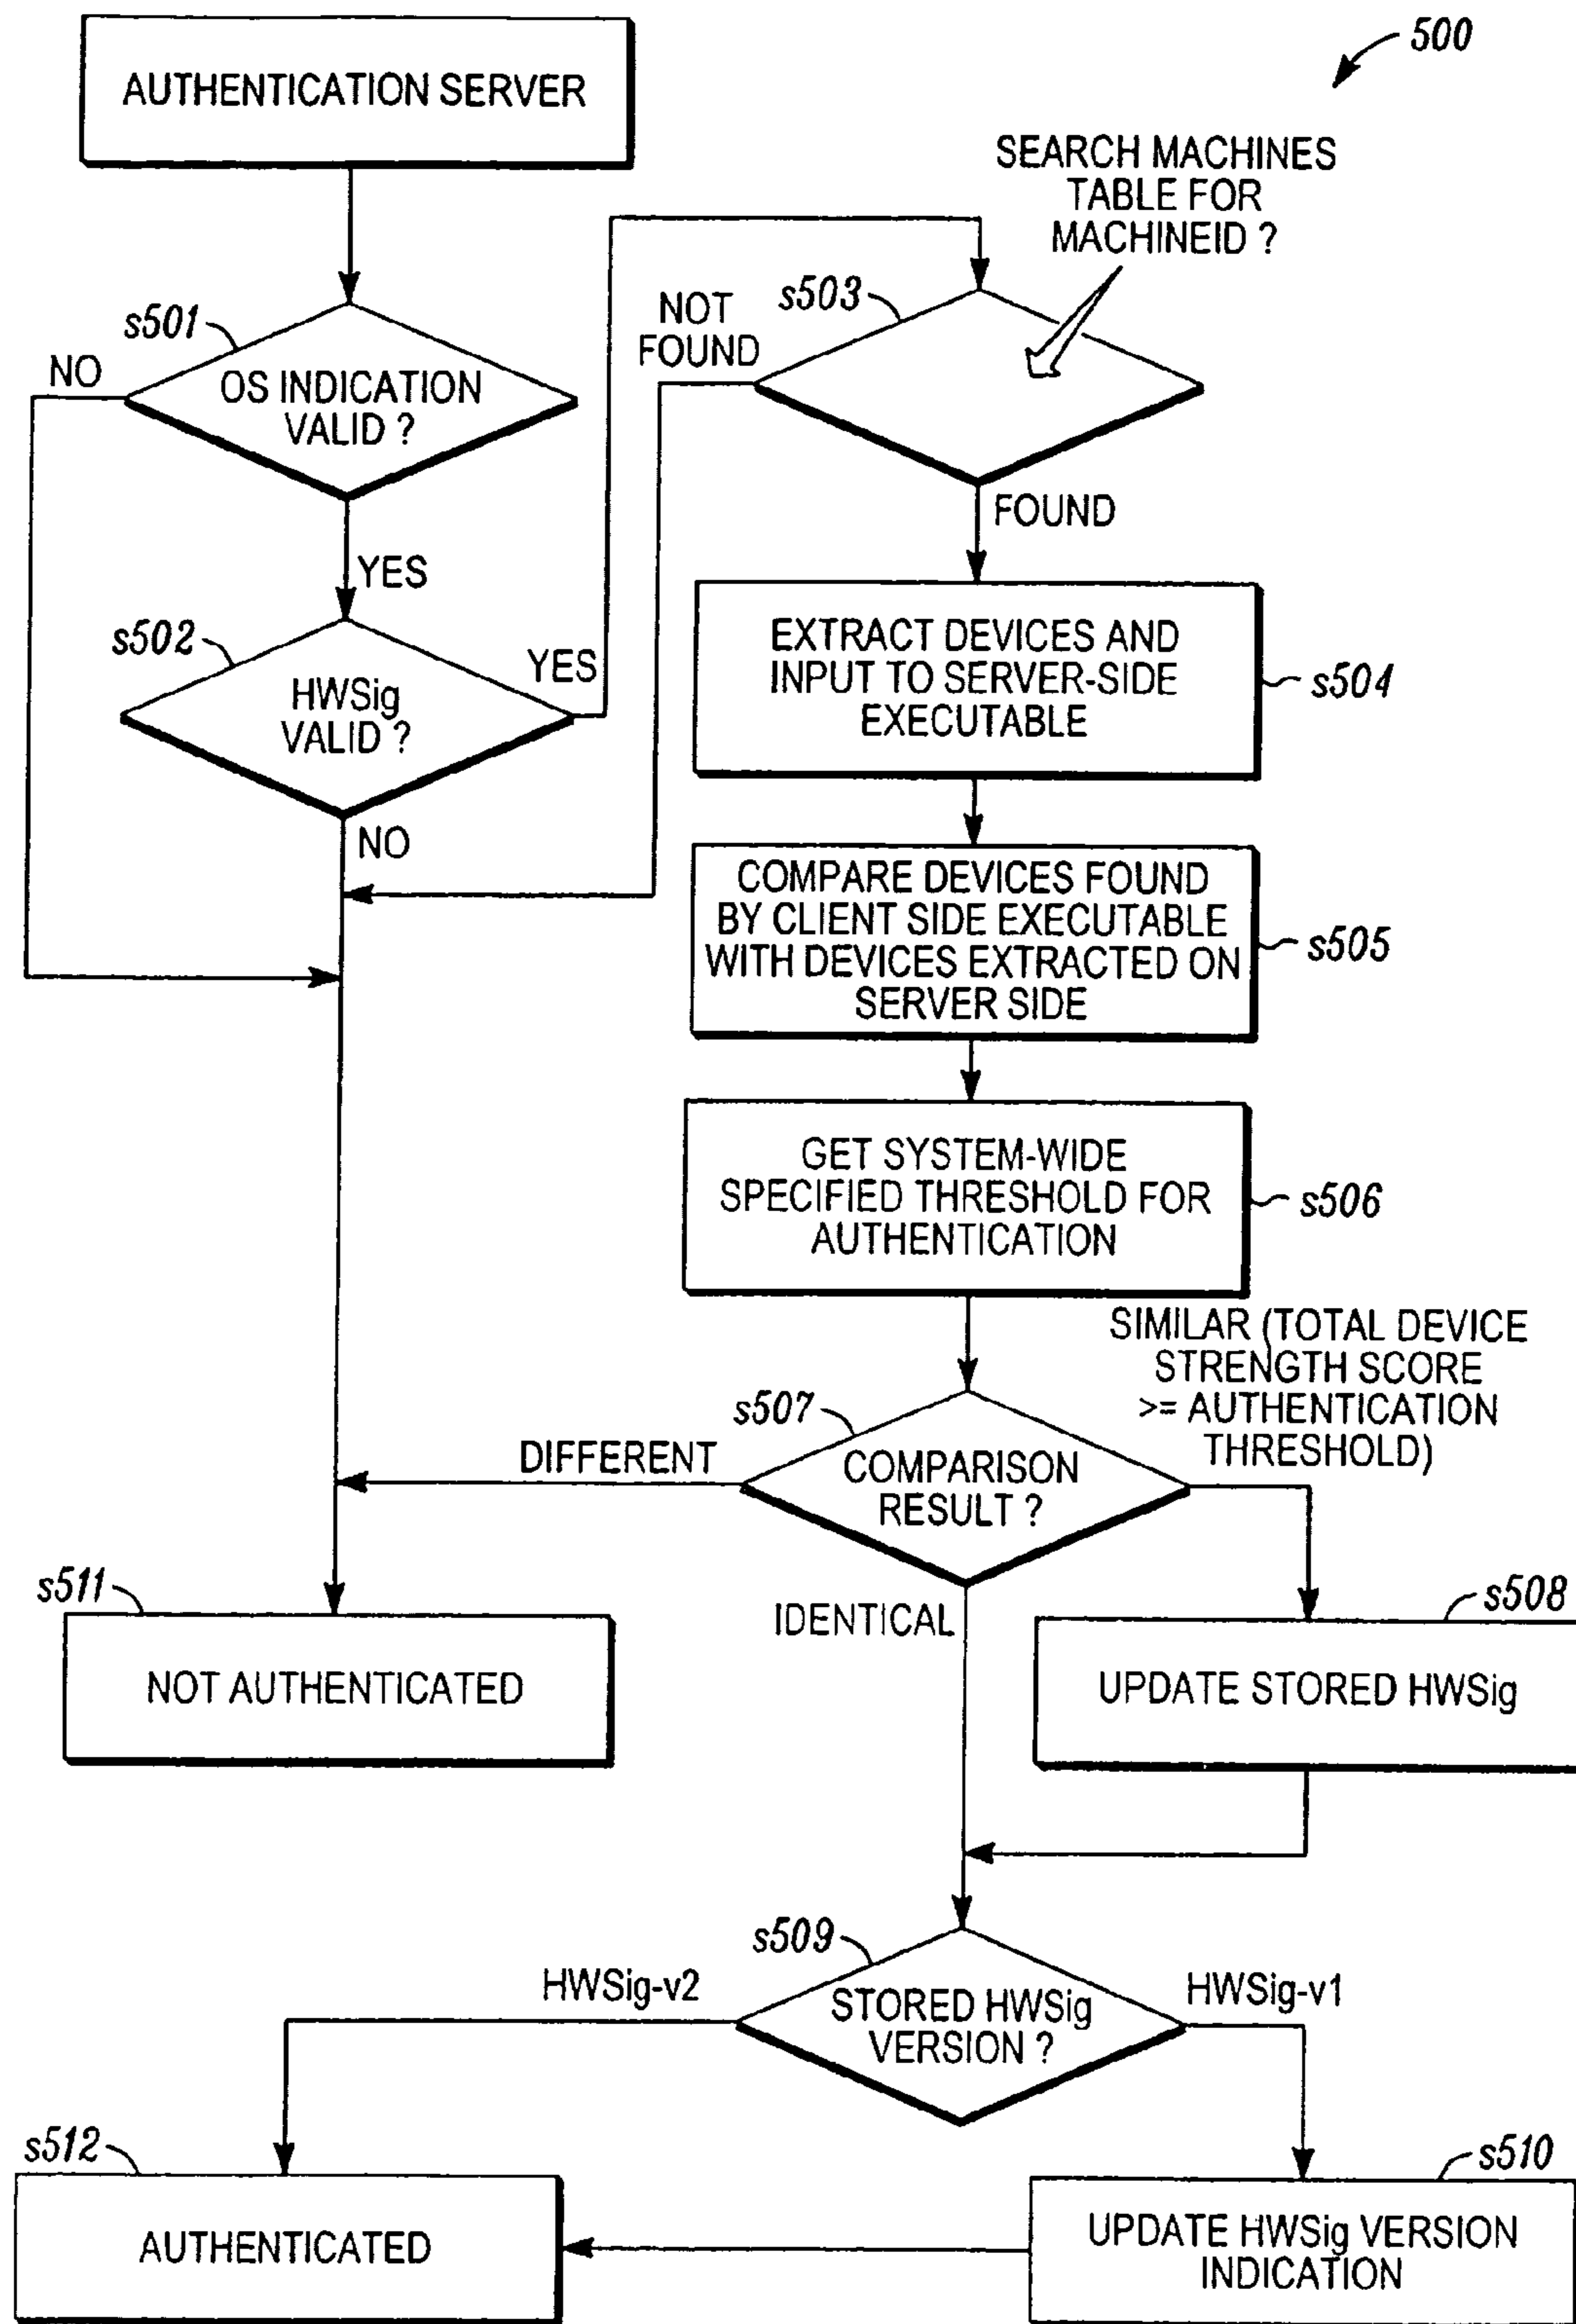 500
AUTHENTICATION SERVER
SEARCH MACHINES
TABLE FOR
MACHINEID ?
s501
NO
OS INDICATION
VALID ?
YES
s502
HWSig
VALID ?
YES
NO
s503
NOT
FOUND
FOUND
EXTRACT DEVICES AND
INPUT TO SERVER-SIDE
EXECUTABLE
s504
COMPARE DEVICES FOUND
BY CLIENT SIDE EXECUTABLE
WITH DEVICES EXTRACTED ON
SERVER SIDE
s505
GET SYSTEM-WIDE
SPECIFIED THRESHOLD FOR
AUTHENTICATION
s506
SIMILAR (TOTAL DEVICE
STRENGTH SCORE
>= AUTHENTICATION
THRESHOLD)
s507
DIFFERENT
COMPARISON
RESULT ?
IDENTICAL
s511
NOT AUTHENTICATED
s508
UPDATE STORED HWSig
s509
HWSig-v2
STORED HWSig
VERSION ?
HWSig-v1
s512
AUTHENTICATED
s510
UPDATE HWSig VERSION
INDICATION